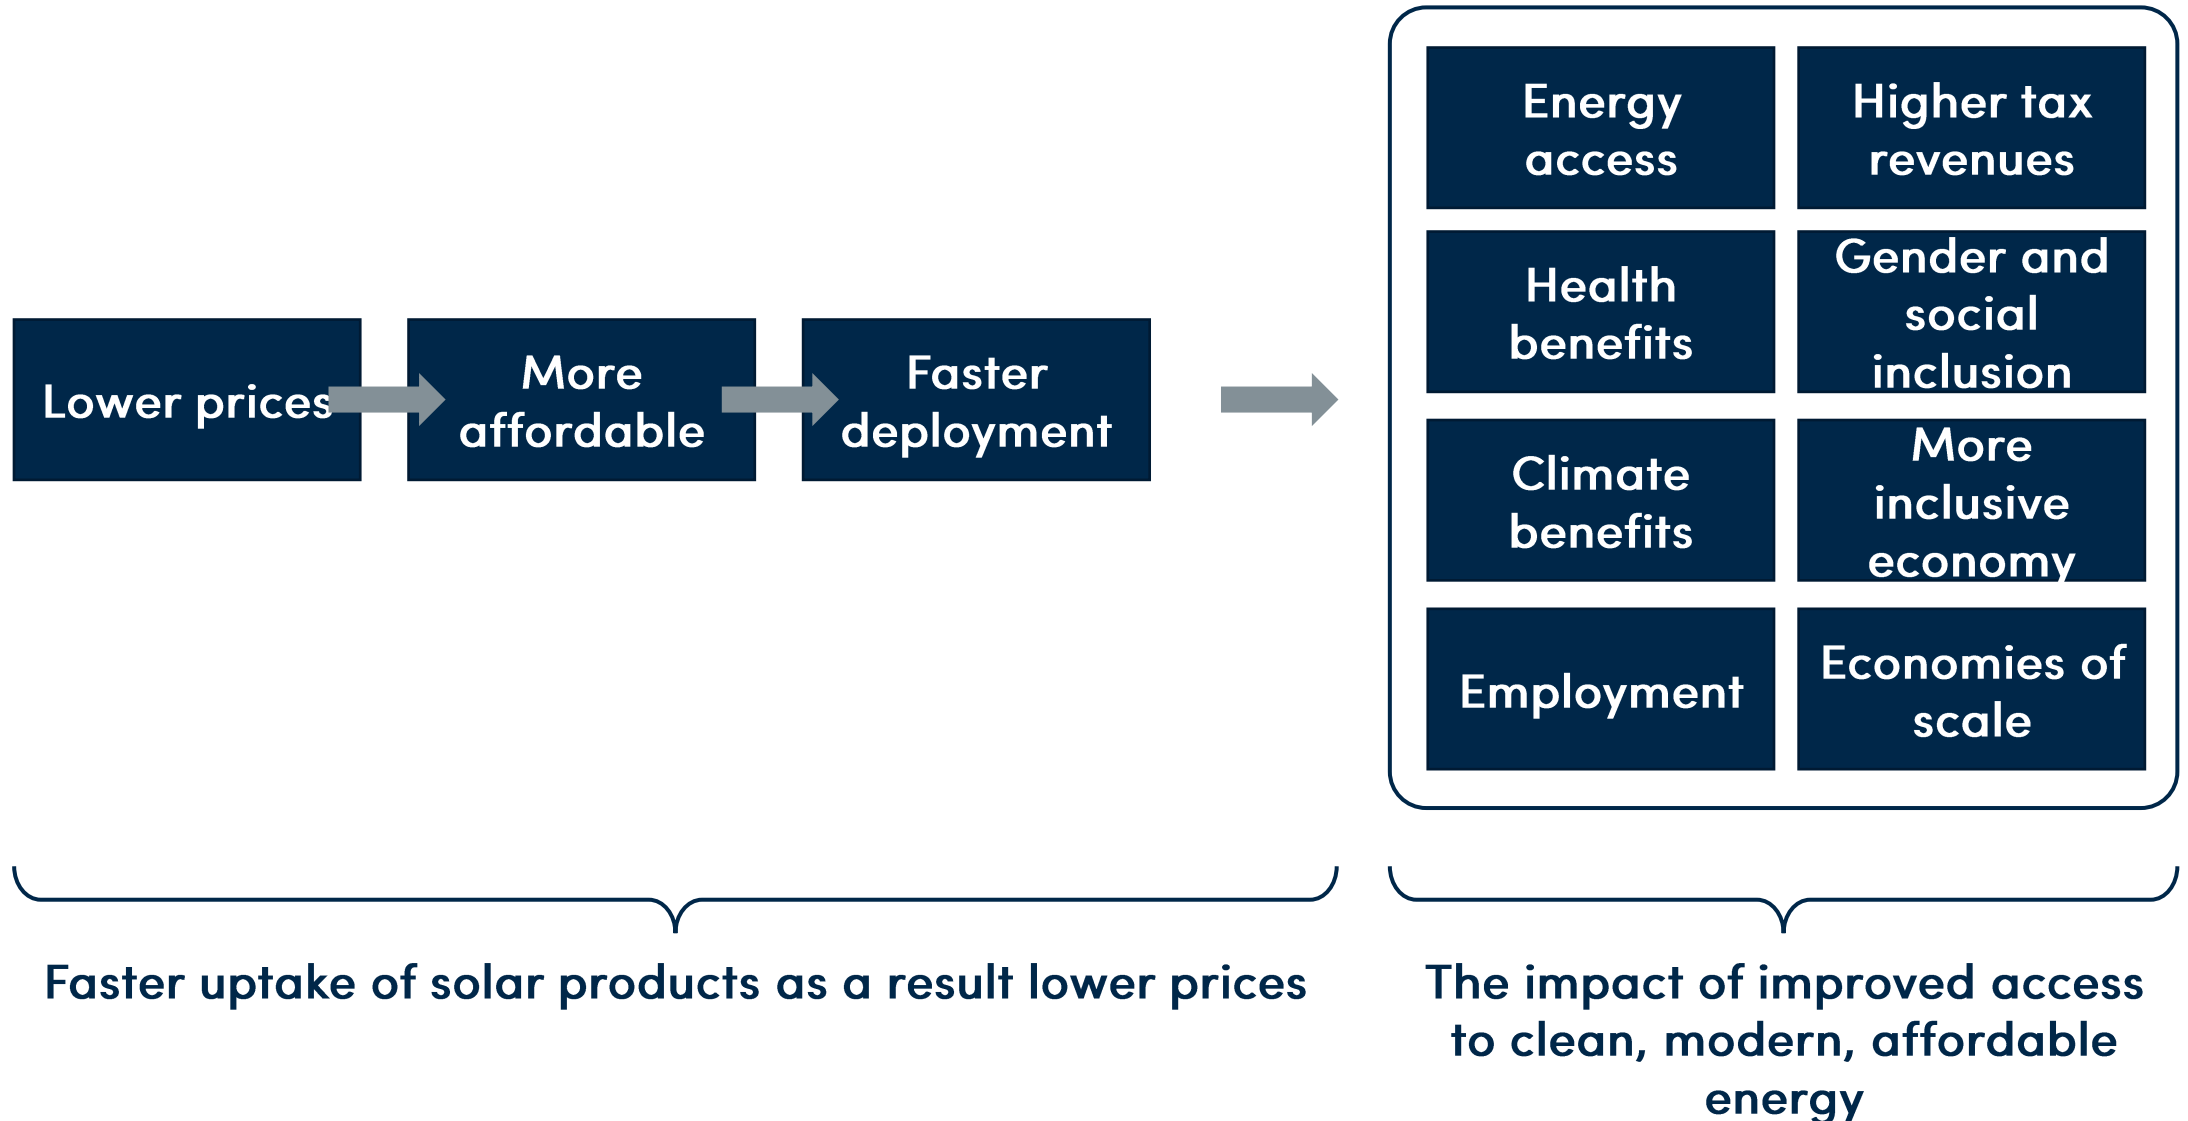 Lower prices
More
affordable
Faster
deployment
Energy
access
Higher tax
revenues
Health
benefits
Gender and
social
inclusion
Climate
benefits
More
inclusive
economy
Employment
Economies of
scale
Faster uptake of solar products as a result lower prices
The impact of improved access
to clean, modern, affordable
energy